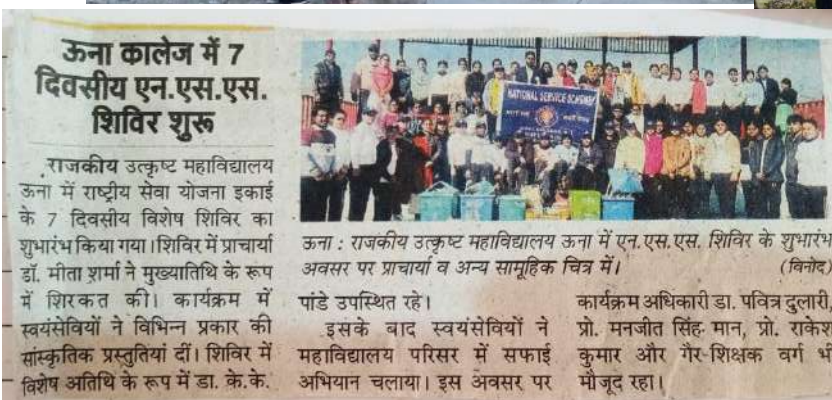 ऊना कालेज में 7
दिवसीय एन.एस.एस.
शिविर शुरू
राजकीय उत्कृष्ट महाविद्यालय
ऊना में राष्ट्रीय सेवा योजना इकाई
के 7 दिवसीय विशेष शिविर का
शुभारंभ किया गया। शिविर में प्राचार्या
डॉ. मीता शर्मा ने मुख्यातिथि के रूप
में शिरकत की। कार्यक्रम में
स्वयंसेवियों ने विभिन्न प्रकार की
सांस्कृतिक प्रस्तुतियां दीं। शिविर में
विशेष अतिथि के रूप में डा. के.के.
NATIONAL SERVICE SCHEME
ऊना : राजकीय उत्कृष्ट महाविद्यालय ऊना में एन.एस.एस. शिविर के शुभारंभ
अवसर पर प्राचार्या व अन्य सामूहिक चित्र में। (विनोद)
पांडे उपस्थित रहे।
इसके बाद स्वयंसेवियों ने
महाविद्यालय परिसर में सफाई
अभियान चलाया। इस अवसर पर
कार्यक्रम अधिकारी डा. पवित्र दुलारी,
प्रो. मनजीत सिंह मान, प्रो. राकेश
कुमार और गैर-शिक्षक वर्ग भी
मौजूद रहा।